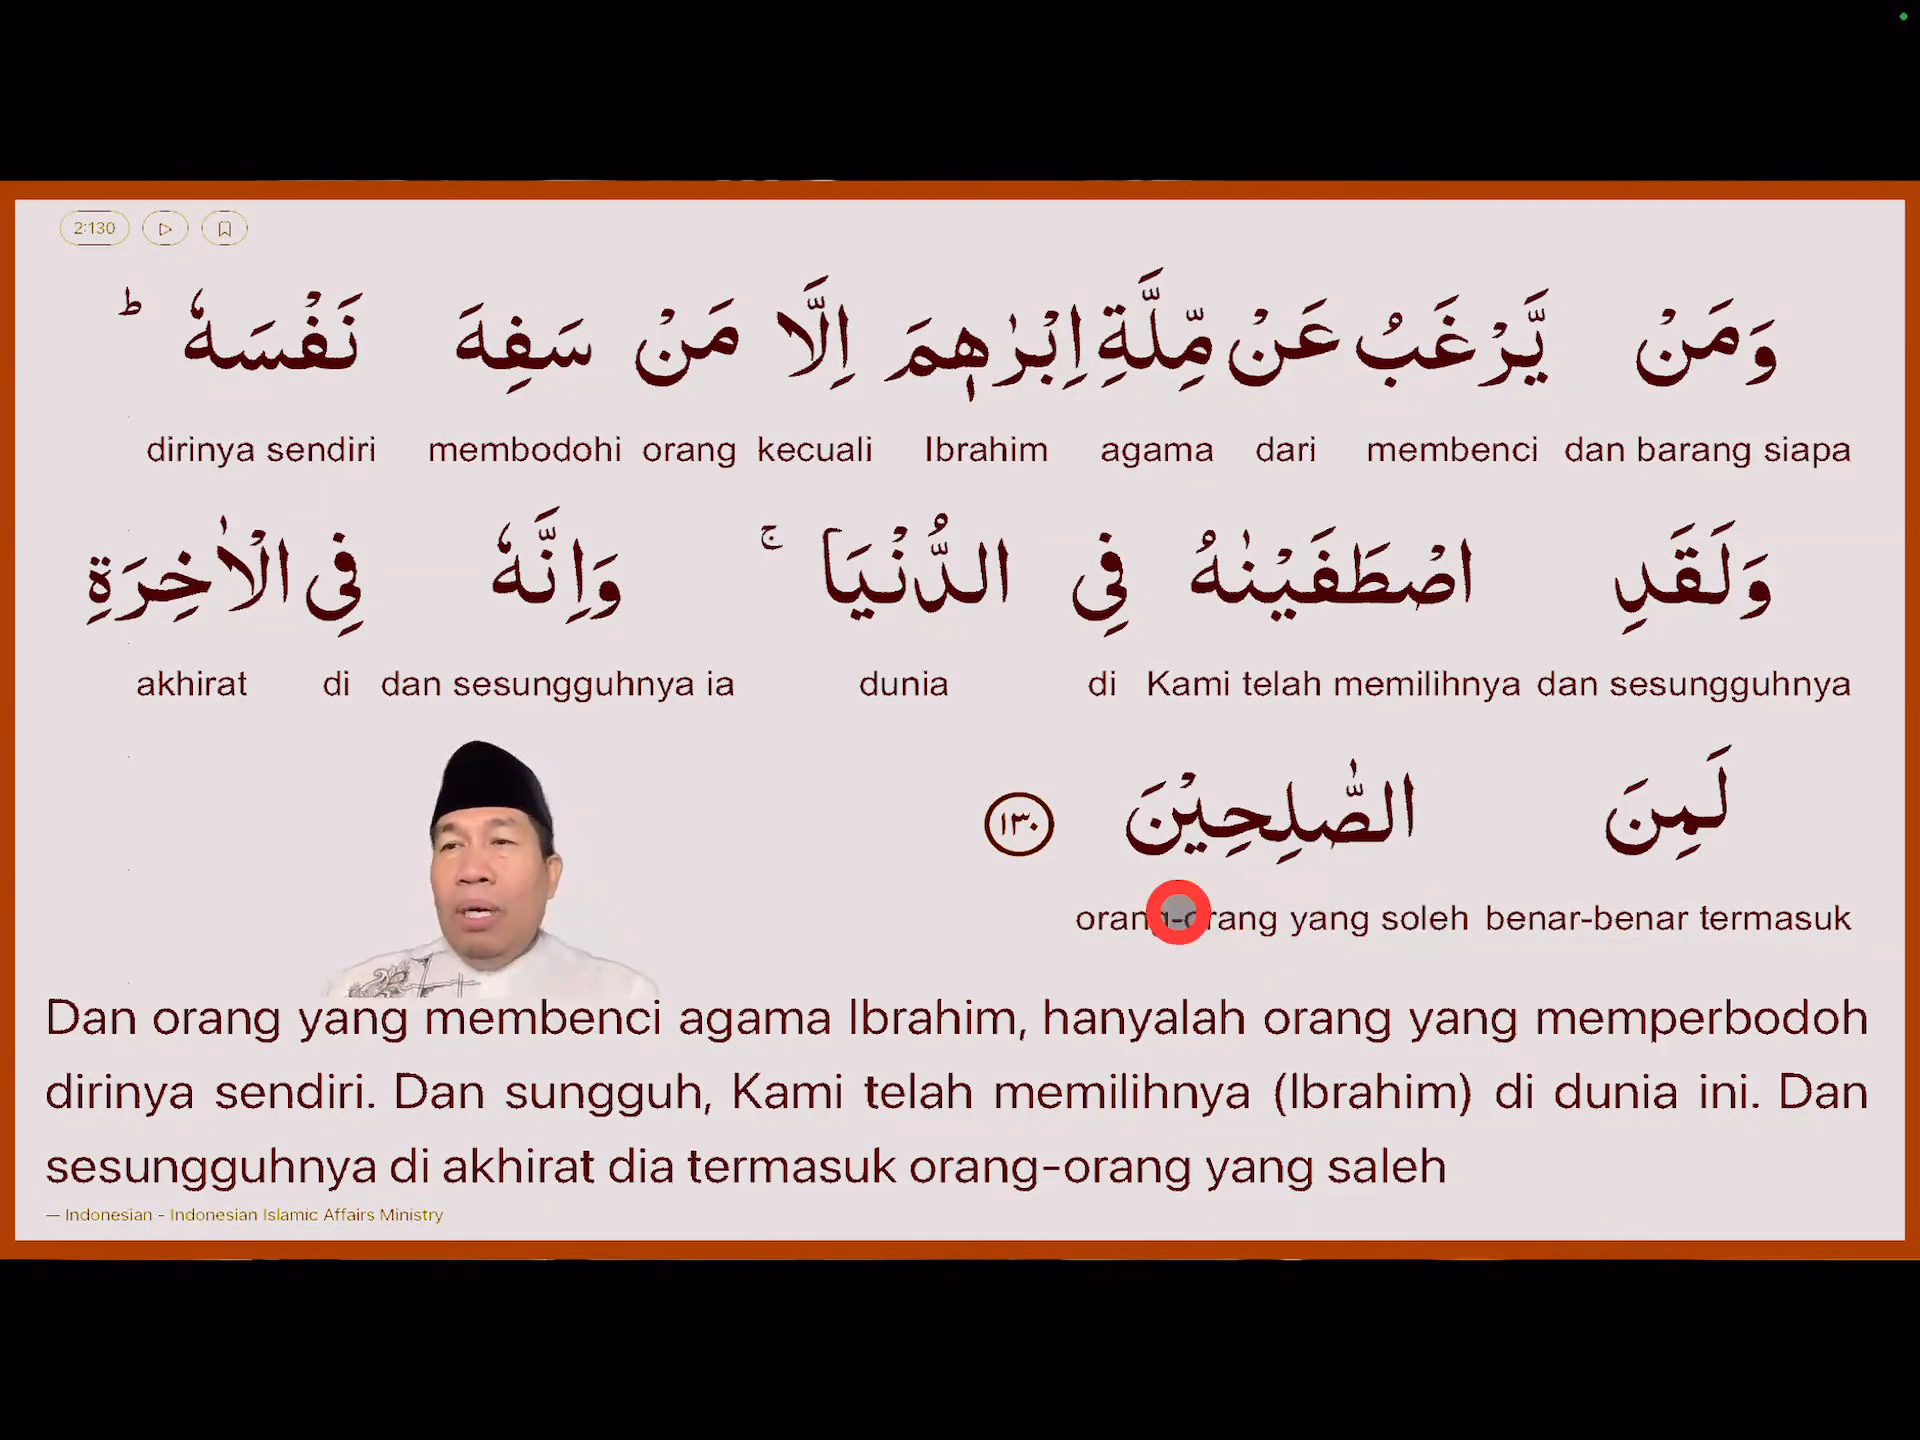 2:130
وَمَنْ يَّرْغَبُ عَنْ مِّلَّةِ اِبْرٰهٖمَ اِلَّا مَنْ سَفِهَ نَفْسَهٗ ۗ
dirinya sendiri membodohi orang kecuali Ibrahim agama dari membenci dan barang siapa
وَلَقَدِ اصْطَفَيْنٰهُ فِى الدُّنْيَا ۚ وَاِنَّهٗ فِى الْاٰخِرَةِ
akhirat di dan sesungguhnya ia dunia di Kami telah memilihnya dan sesungguhnya
لَمِنَ الصّٰلِحِيْنَ ١٣٠
orang-orang yang soleh benar-benar termasuk
Dan orang yang membenci agama Ibrahim, hanyalah orang yang memperbodoh
dirinya sendiri. Dan sungguh, Kami telah memilihnya (Ibrahim) di dunia ini. Dan
sesungguhnya di akhirat dia termasuk orang-orang yang saleh
— Indonesian - Indonesian Islamic Affairs Ministry